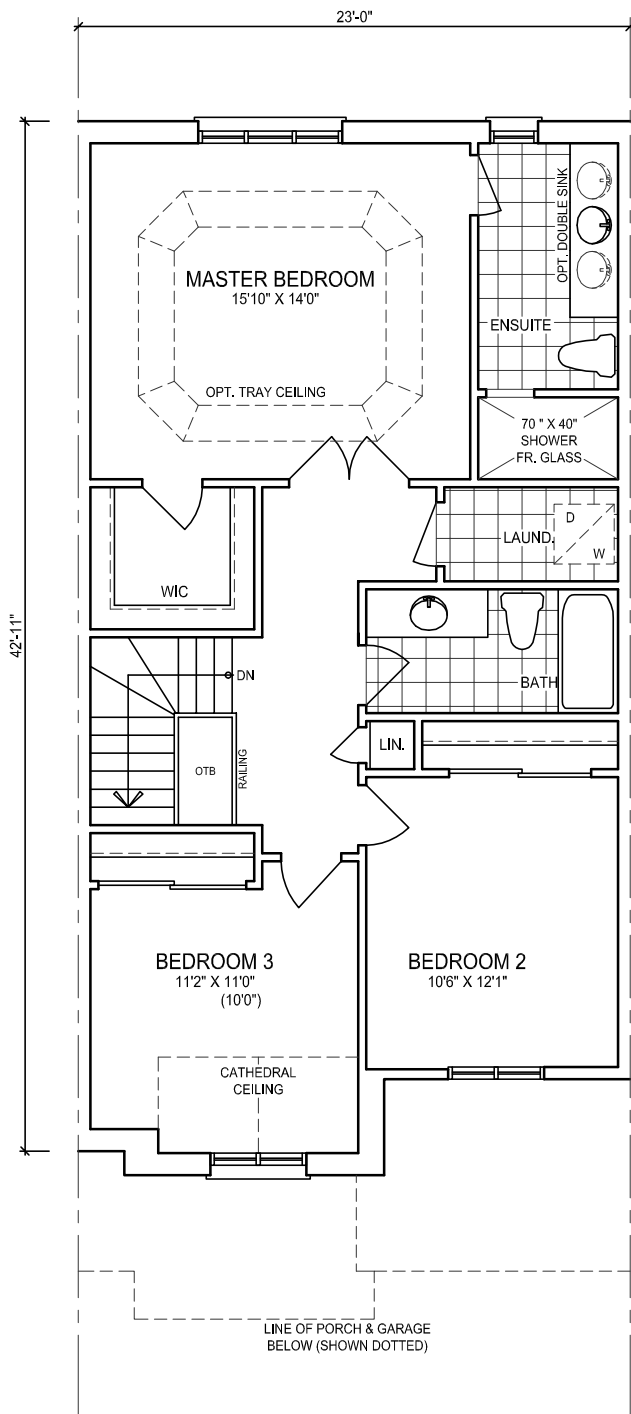 23'-0"
42'-11"
MASTER BEDROOM
15'10" X 14'0"
OPT. TRAY CEILING
OPT. DOUBLE SINK
ENSUITE
70 " X 40"
SHOWER
FR. GLASS
WIC
LAUND.
D
W
DN
BATH
OTB
RAILING
LIN.
BEDROOM 3
11'2" X 11'0"
(10'0")
BEDROOM 2
10'6" X 12'1"
CATHEDRAL
CEILING
LINE OF PORCH & GARAGE
BELOW (SHOWN DOTTED)